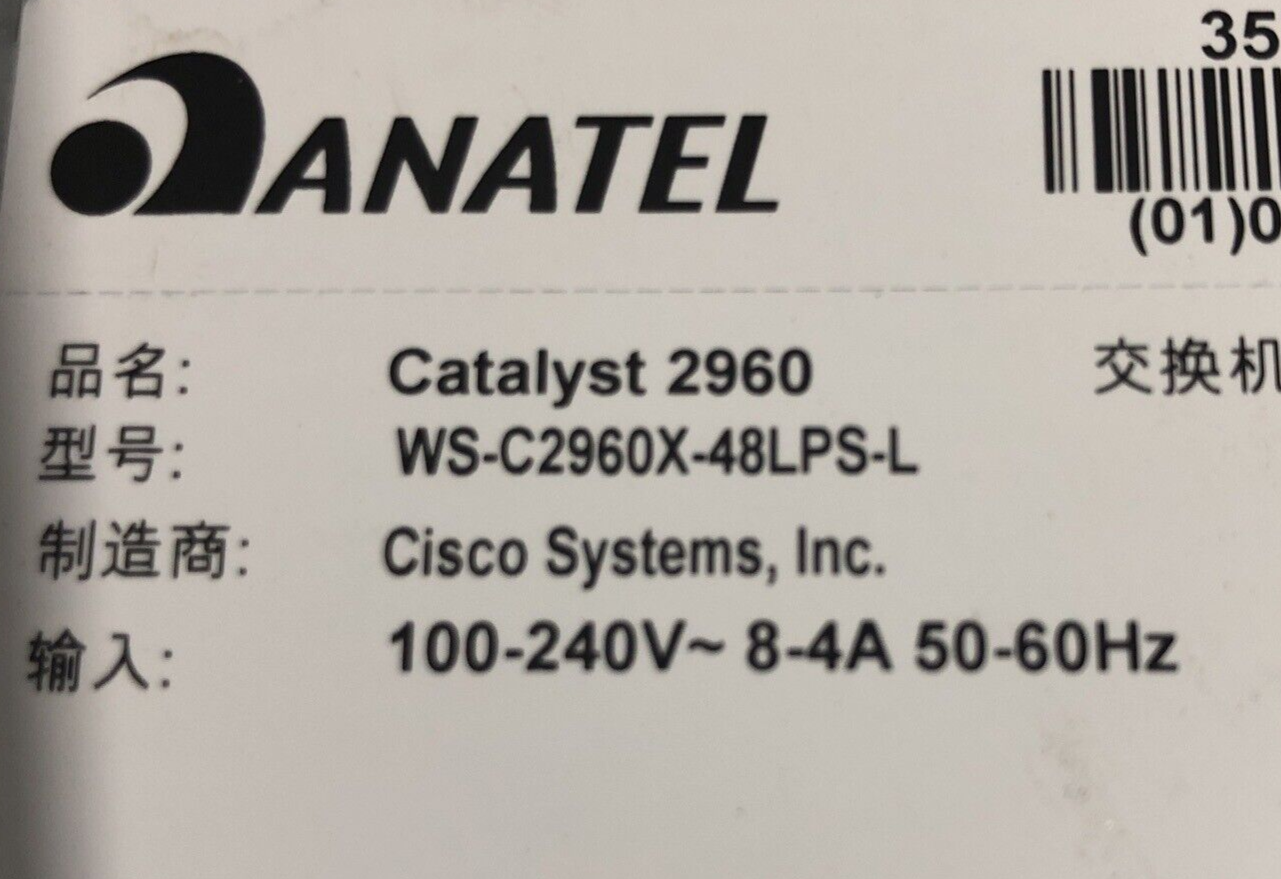 ANATEL
35
(01)0
品名: Catalyst 2960 交换机
型号: WS-C2960X-48LPS-L
制造商: Cisco Systems, Inc.
输入: 100-240V~ 8-4A 50-60Hz